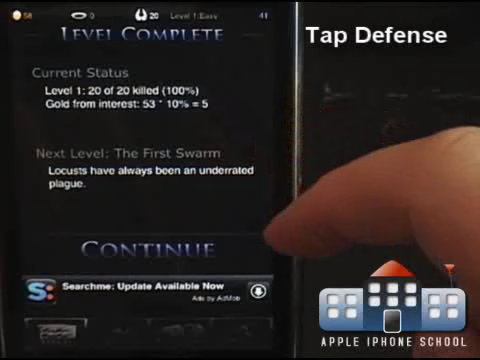 58 0 20 Level 1:Easy 41
LEVEL COMPLETE
Tap Defense
Current Status
Level 1: 20 of 20 killed (100%)
Gold from interest: 53 * 10% = 5
Next Level: The First Swarm
Locusts have always been an underrated
plague.
CONTINUE
S:
Searchme: Update Available Now
Ads by AdMob
APPLE IPHONE SCHOOL